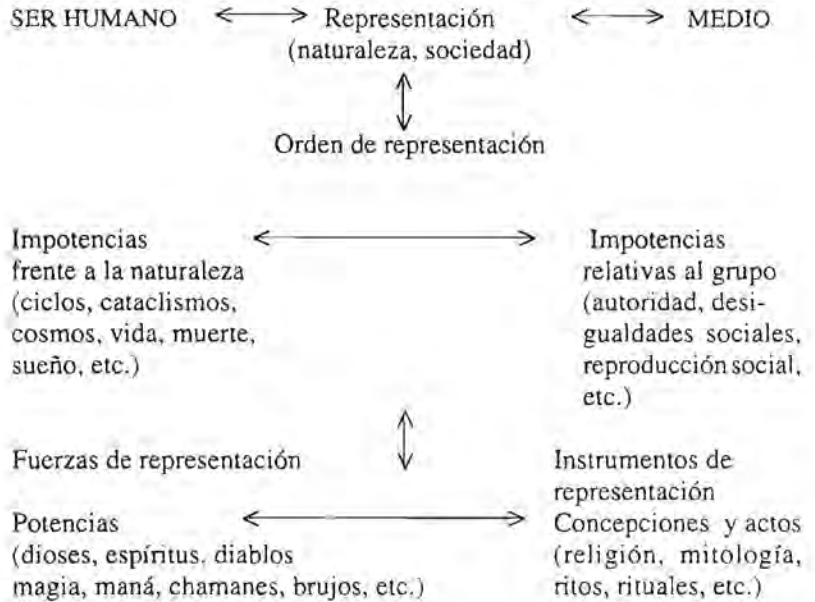 SER HUMANO <——> Representación <——> MEDIO
(naturaleza, sociedad)
Orden de representación
Impotencias
frente a la naturaleza
(ciclos, cataclismos,
cosmos, vida, muerte,
sueño, etc.)
Impotencias
relativas al grupo
(autoridad, desi-
gualdades sociales,
reproducción social,
etc.)
Fuerzas de representación
Potencias
(dioses, espíritus, diablos
magia, maná, chamanes, brujos, etc.)
Instrumentos de
representación
Concepciones y actos
(religión, mitología,
ritos, rituales, etc.)